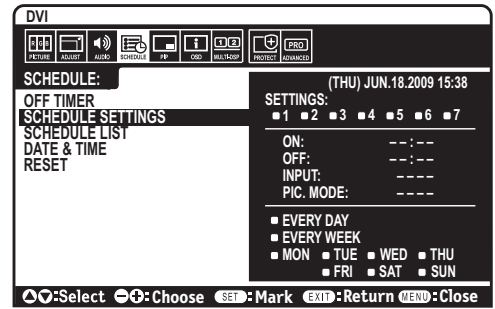 DVI
RGB
PICTURE ADJUST AUDIO SCHEDULE PIP OSD MULTI-DSP PROTECT ADVANCED
1 2
PRO
SCHEDULE:
OFF TIMER
SCHEDULE SETTINGS
SCHEDULE LIST
DATE & TIME
RESET
(THU) JUN.18.2009 15:38
SETTINGS:
1 2 3 4 5 6 7
ON: --:--
OFF: --:--
INPUT: ----
PIC. MODE: ----
EVERY DAY
EVERY WEEK
MON TUE WED THU
FRI SAT SUN
:Select :Choose SET:Mark EXIT:Return MENU:Close